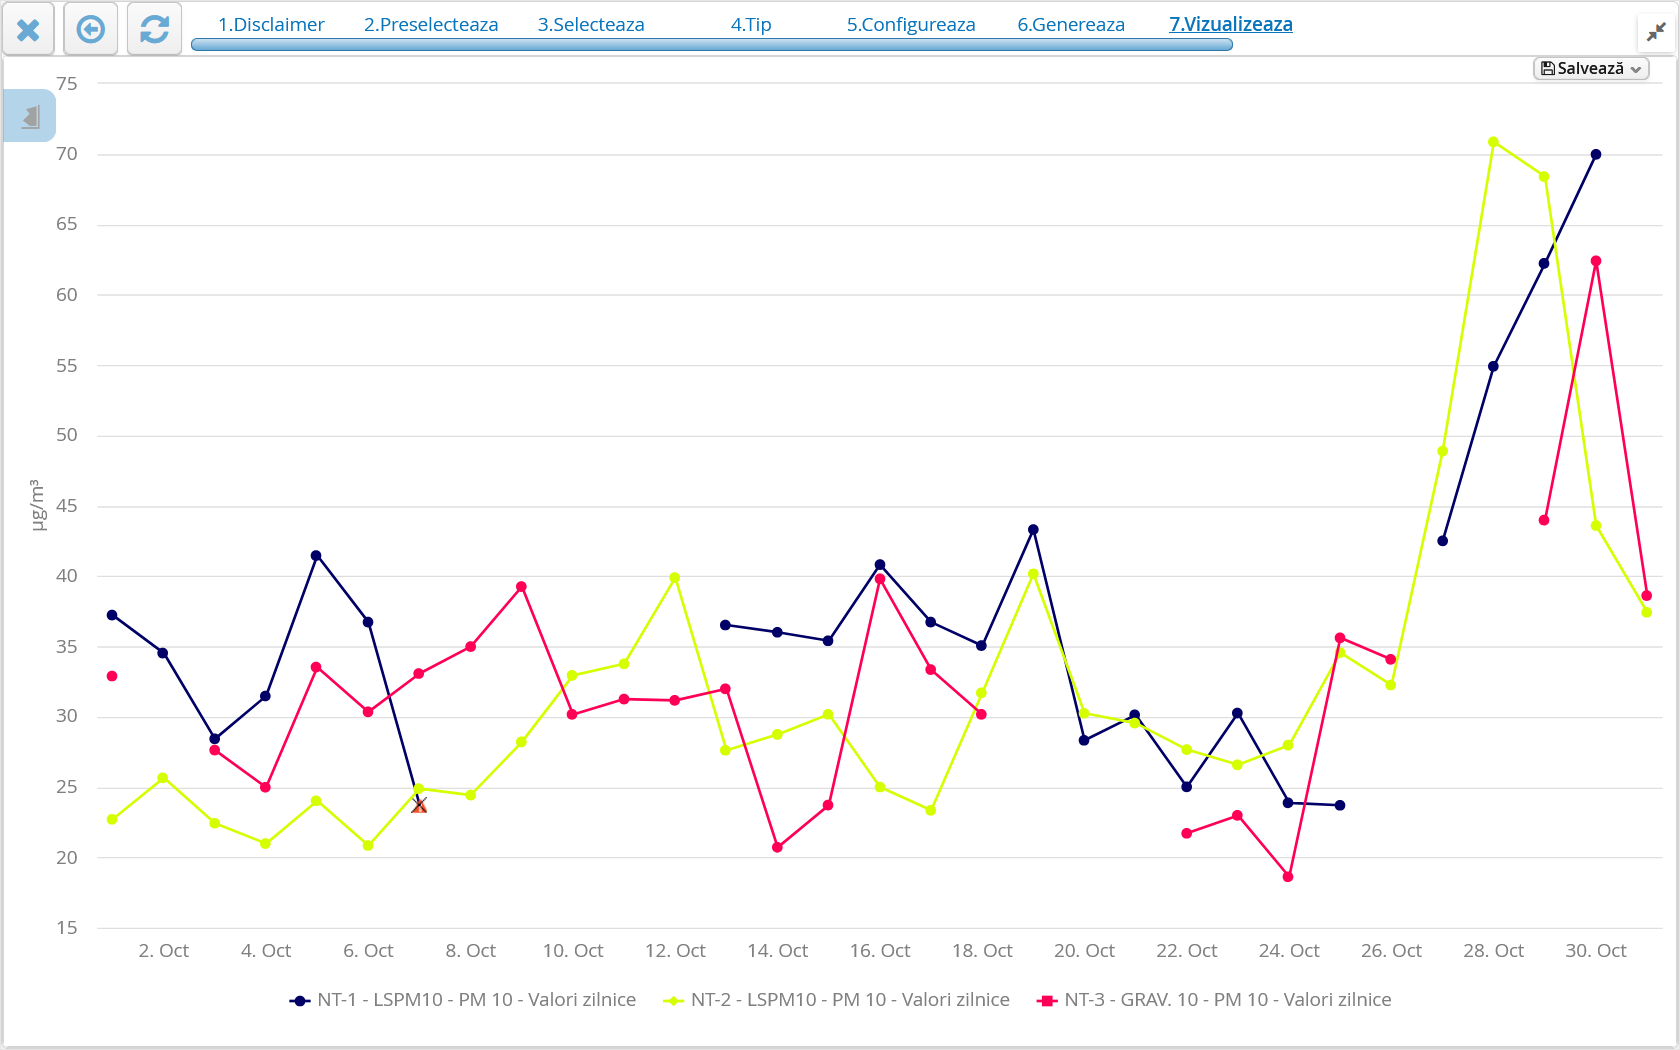 1.Disclaimer 2.Preselecteaza 3.Selecteaza 4.Tip 5.Configureaza 6.Genereaza 7.Vizualizeaza
Salvează
75
70
65
60
55
50
45
40
35
30
25
20
15
µg/m³
2. Oct 4. Oct 6. Oct 8. Oct 10. Oct 12. Oct 14. Oct 16. Oct 18. Oct 20. Oct 22. Oct 24. Oct 26. Oct 28. Oct 30. Oct
NT-1 - LSPM10 - PM 10 - Valori zilnice NT-2 - LSPM10 - PM 10 - Valori zilnice NT-3 - GRAV. 10 - PM 10 - Valori zilnice